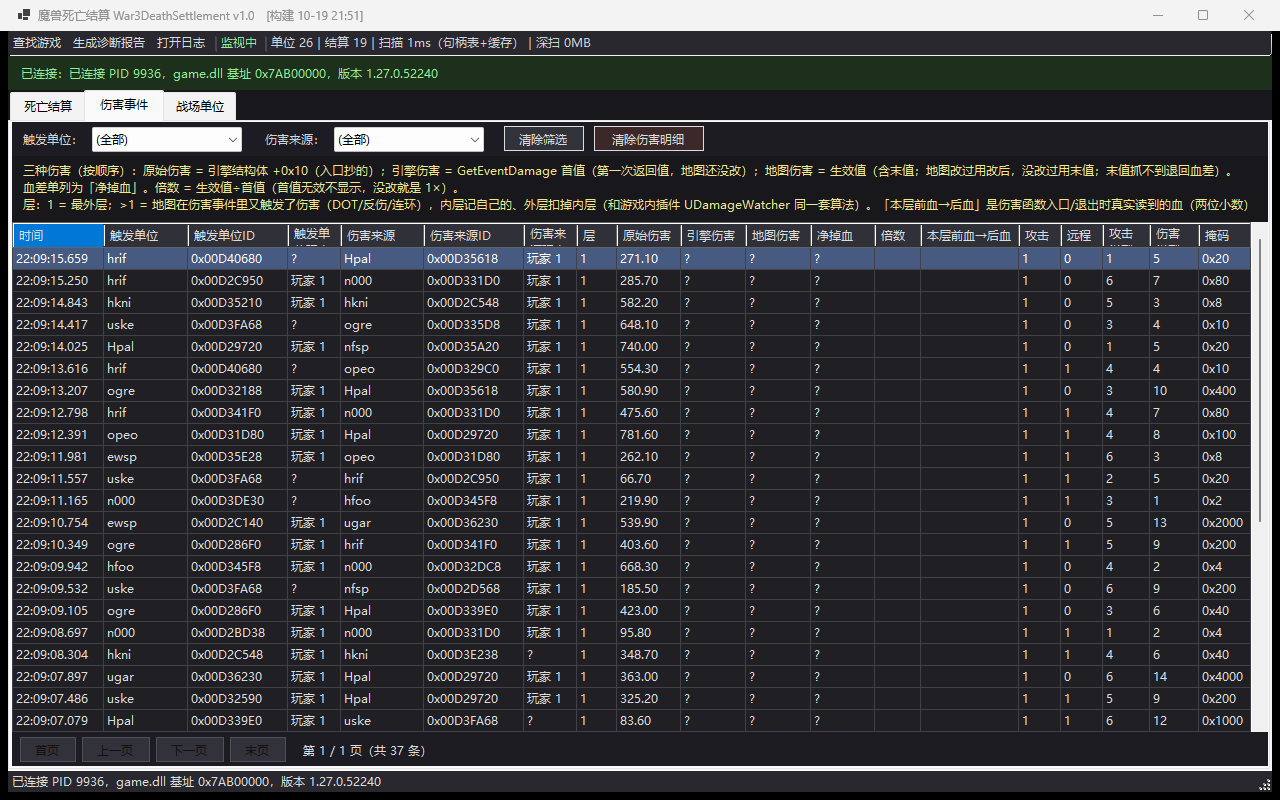 魔兽死亡结算 War3DeathSettlement v1.0 [构建 10-19 21:51]
查找游戏 生成诊断报告 打开日志 | 监视中 | 单位 26 | 结算 19 | 扫描 1ms（句柄表+缓存） | 深扫 0MB
已连接：已连接 PID 9936，game.dll 基址 0x7AB00000，版本 1.27.0.52240
死亡结算 伤害事件 战场单位
触发单位： (全部) 伤害来源： (全部) 清除筛选 清除伤害明细
三种伤害（按顺序）：原始伤害 = 引擎结构体 +0x10（入口抄的）；引擎伤害 = GetEventDamage 首值（第一次返回值，地图还没改）；地图伤害 = 生效值（含末值；地图改过用改后，没改过用末值；末值抓不到退回血差）。
血差单列为「净掉血」。倍数 = 生效值÷首值（首值无效不显示，没改就是 1×）。
层：1 = 最外层；>1 = 地图在伤害事件里又触发了伤害（DOT/反伤/连环），内层记自己的、外层扣掉内层（和游戏内插件 UDamageWatcher 同一套算法）。「本层前血→后血」是伤害函数入口/退出时真实读到的血（两位小数）
时间 触发单位 触发单位ID 触发单 伤害来源 伤害来源ID 伤害来 层 原始伤害 引擎伤害 地图伤害 净掉血 倍数 本层前血→后血 攻击 远程 攻击 伤害 掩码
22:09:15.659 hrif 0x00D40680 ? Hpal 0x00D35618 玩家 1 1 271.10 ? ? ? 1 0 1 5 0x20
22:09:15.250 hrif 0x00D2C950 玩家 1 n000 0x00D331D0 玩家 1 1 285.70 ? ? ? 1 0 6 7 0x80
22:09:14.843 hkni 0x00D35210 玩家 1 hkni 0x00D2C548 玩家 1 1 582.20 ? ? ? 1 0 5 3 0x8
22:09:14.417 uske 0x00D3FA68 ? ogre 0x00D335D8 玩家 1 1 648.10 ? ? ? 1 0 3 4 0x10
22:09:14.025 Hpal 0x00D29720 玩家 1 nfsp 0x00D35A20 玩家 1 1 740.00 ? ? ? 1 0 1 5 0x20
22:09:13.616 hrif 0x00D40680 ? opeo 0x00D329C0 玩家 1 1 554.30 ? ? ? 1 1 4 4 0x10
22:09:13.207 ogre 0x00D32188 玩家 1 Hpal 0x00D35618 玩家 1 1 580.90 ? ? ? 1 0 3 10 0x400
22:09:12.798 hrif 0x00D341F0 玩家 1 n000 0x00D331D0 玩家 1 1 475.60 ? ? ? 1 1 4 7 0x80
22:09:12.391 opeo 0x00D31D80 玩家 1 Hpal 0x00D29720 玩家 1 1 781.60 ? ? ? 1 1 4 8 0x100
22:09:11.981 ewsp 0x00D35E28 玩家 1 opeo 0x00D31D80 玩家 1 1 262.10 ? ? ? 1 1 6 3 0x8
22:09:11.557 uske 0x00D3FA68 ? hrif 0x00D2C950 玩家 1 1 66.70 ? ? ? 1 1 2 5 0x20
22:09:11.165 n000 0x00D3DE30 ? hfoo 0x00D345F8 玩家 1 1 219.90 ? ? ? 1 1 3 1 0x2
22:09:10.754 ewsp 0x00D2C140 玩家 1 ugar 0x00D36230 玩家 1 1 539.90 ? ? ? 1 0 5 13 0x2000
22:09:10.349 ogre 0x00D286F0 玩家 1 hrif 0x00D341F0 玩家 1 1 403.60 ? ? ? 1 1 5 9 0x200
22:09:09.942 hfoo 0x00D345F8 玩家 1 n000 0x00D32DC8 玩家 1 1 668.30 ? ? ? 1 0 4 2 0x4
22:09:09.532 uske 0x00D3FA68 ? nfsp 0x00D2D568 玩家 1 1 185.50 ? ? ? 1 1 6 9 0x200
22:09:09.105 ogre 0x00D286F0 玩家 1 Hpal 0x00D339E0 玩家 1 1 423.00 ? ? ? 1 0 3 6 0x40
22:09:08.697 n000 0x00D2BD38 玩家 1 n000 0x00D331D0 玩家 1 1 95.80 ? ? ? 1 1 1 2 0x4
22:09:08.304 hkni 0x00D2C548 玩家 1 hkni 0x00D3E238 ? 1 348.70 ? ? ? 1 1 4 6 0x40
22:09:07.897 ugar 0x00D36230 玩家 1 Hpal 0x00D29720 玩家 1 1 363.00 ? ? ? 1 0 6 14 0x4000
22:09:07.486 uske 0x00D32590 玩家 1 Hpal 0x00D29720 玩家 1 1 325.20 ? ? ? 1 1 5 9 0x200
22:09:07.079 Hpal 0x00D339E0 玩家 1 uske 0x00D3FA68 ? 1 83.60 ? ? ? 1 1 6 12 0x1000
首页 上一页 下一页 末页 第 1 / 1 页（共 37 条）
已连接 PID 9936，game.dll 基址 0x7AB00000，版本 1.27.0.52240